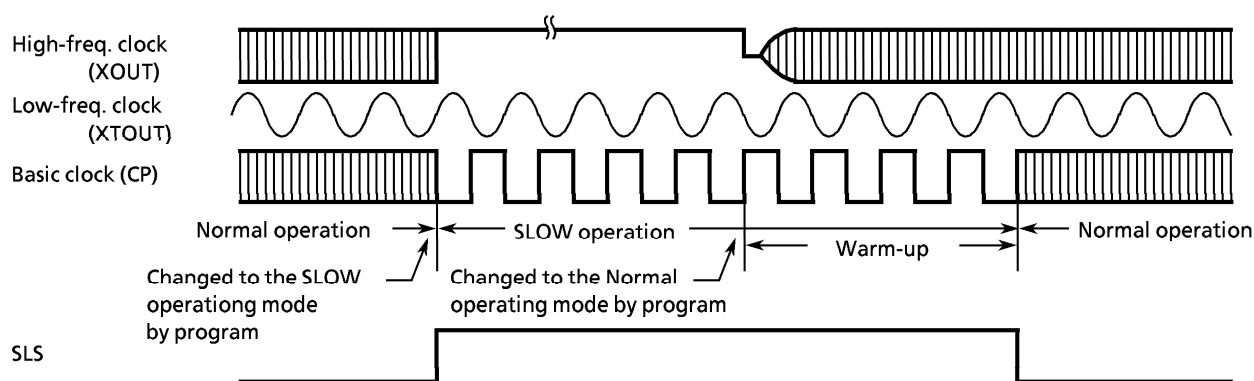 High-freq. clock
(XOUT)
Low-freq. clock
(XTOUT)
Basic clock (CP)
Normal operation
SLOW operation
Normal operation
Warm-up
Changed to the SLOW
operationg mode
by program
Changed to the Normal
operating mode by program
SLS